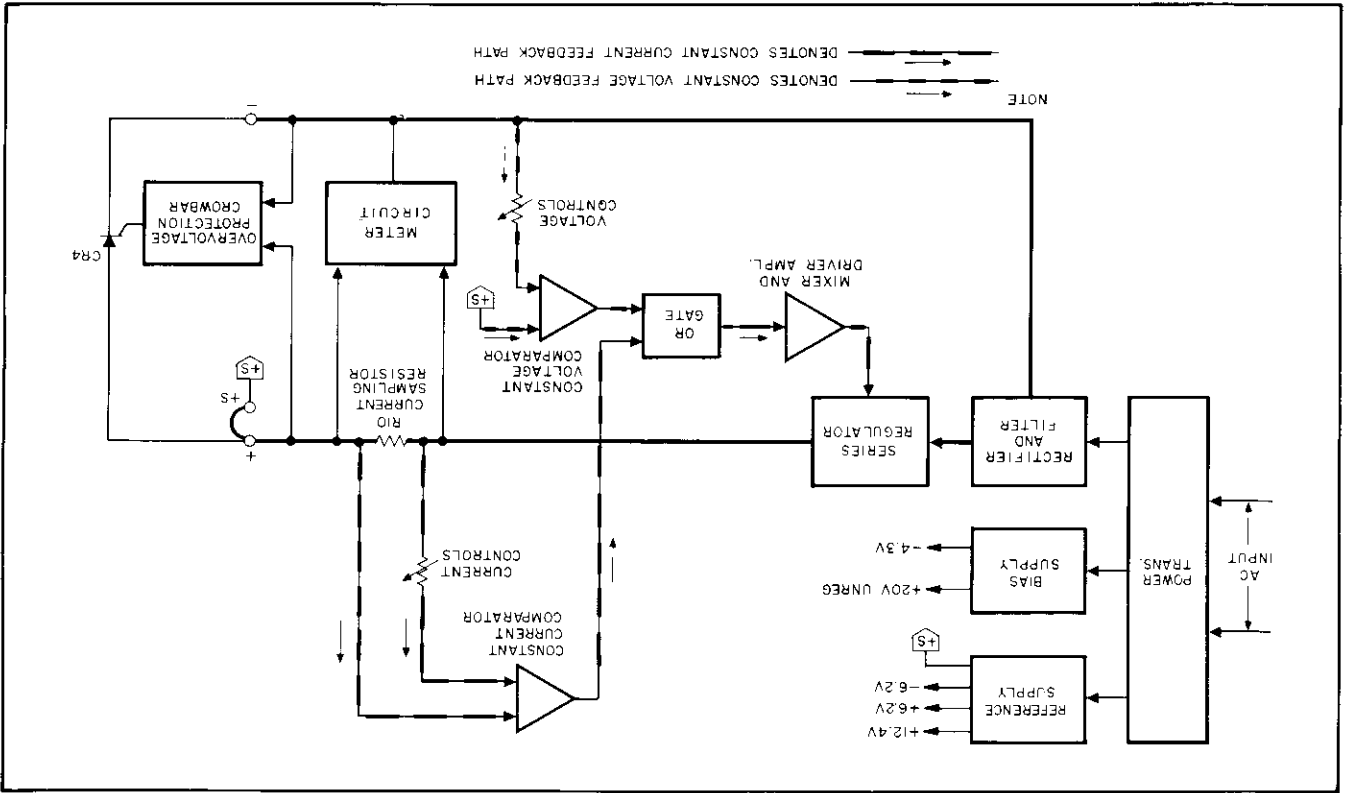 REFERENCE
SUPPLY
+12.4V
+6.2V
-6.2V
+S
AC
INPUT
POWER
TRANS.
BIAS
SUPPLY
+20V UNREG
-4.3V
RECTIFIER
AND
FILTER
SERIES
REGULATOR
CONSTANT
CURRENT
COMPARATOR
CURRENT
CONTROLS
R10
CURRENT
SAMPLING
RESISTOR
+
+S
+S
MIXER AND
DRIVER AMPL.
OR
GATE
CONSTANT
VOLTAGE
COMPARATOR
+S
VOLTAGE
CONTROLS
METER
CIRCUIT
OVERVOLTAGE
PROTECTION
CROWBAR
CR4
-
NOTE
DENOTES CONSTANT VOLTAGE FEEDBACK PATH
DENOTES CONSTANT CURRENT FEEDBACK PATH